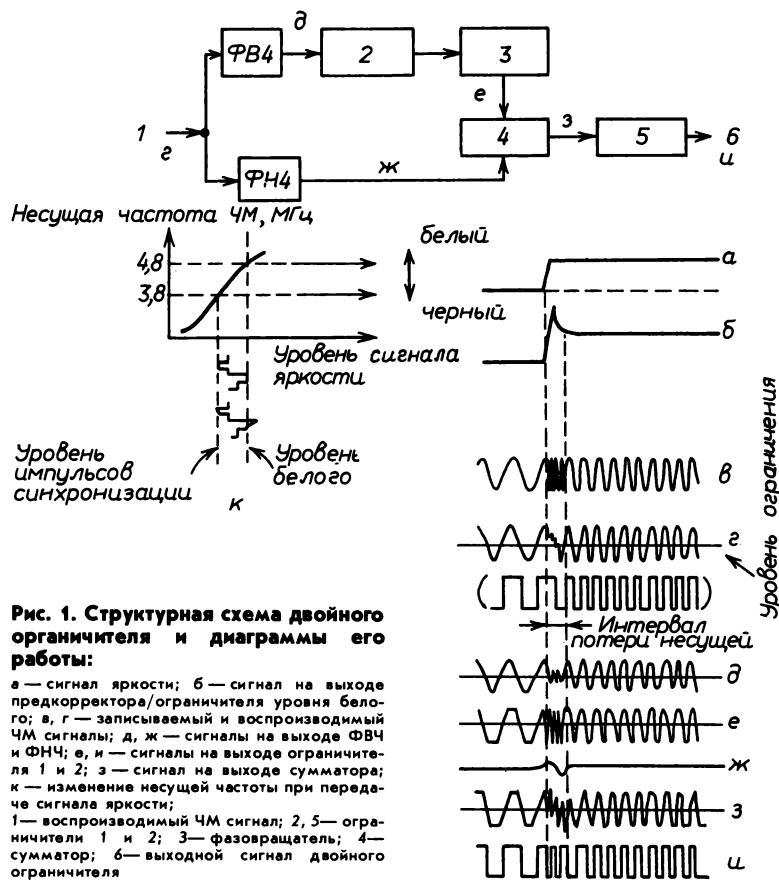 д
ФВ4
2
3
е
1
г
4
з
5
6
и
ФН4
ж
Несущая частота ЧМ, МГц
4,8
3,8
белый
черный
а
б
Уровень сигнала
яркости
Уровень
импульсов
синхронизации
Уровень
белого
к
в
г
Уровень ограничения
( )
Интервал
потери несущей
д
е
ж
з
и
Рис. 1. Структурная схема двойного
органичителя и диаграммы его
работы:
а — сигнал яркости; б — сигнал на выходе
предкорректора/ограничителя уровня бело-
го; в, г — записываемый и воспроизводимый
ЧМ сигналы; д, ж — сигналы на выходе ФВЧ
и ФНЧ; е, и — сигналы на выходе ограничите-
ля 1 и 2; з — сигнал на выходе сумматора;
к — изменение несущей частоты при переда-
че сигнала яркости;
1— воспроизводимый ЧМ сигнал; 2, 5— огра-
ничители 1 и 2; 3— фазовращатель; 4—
сумматор; 6— выходной сигнал двойного
ограничителя